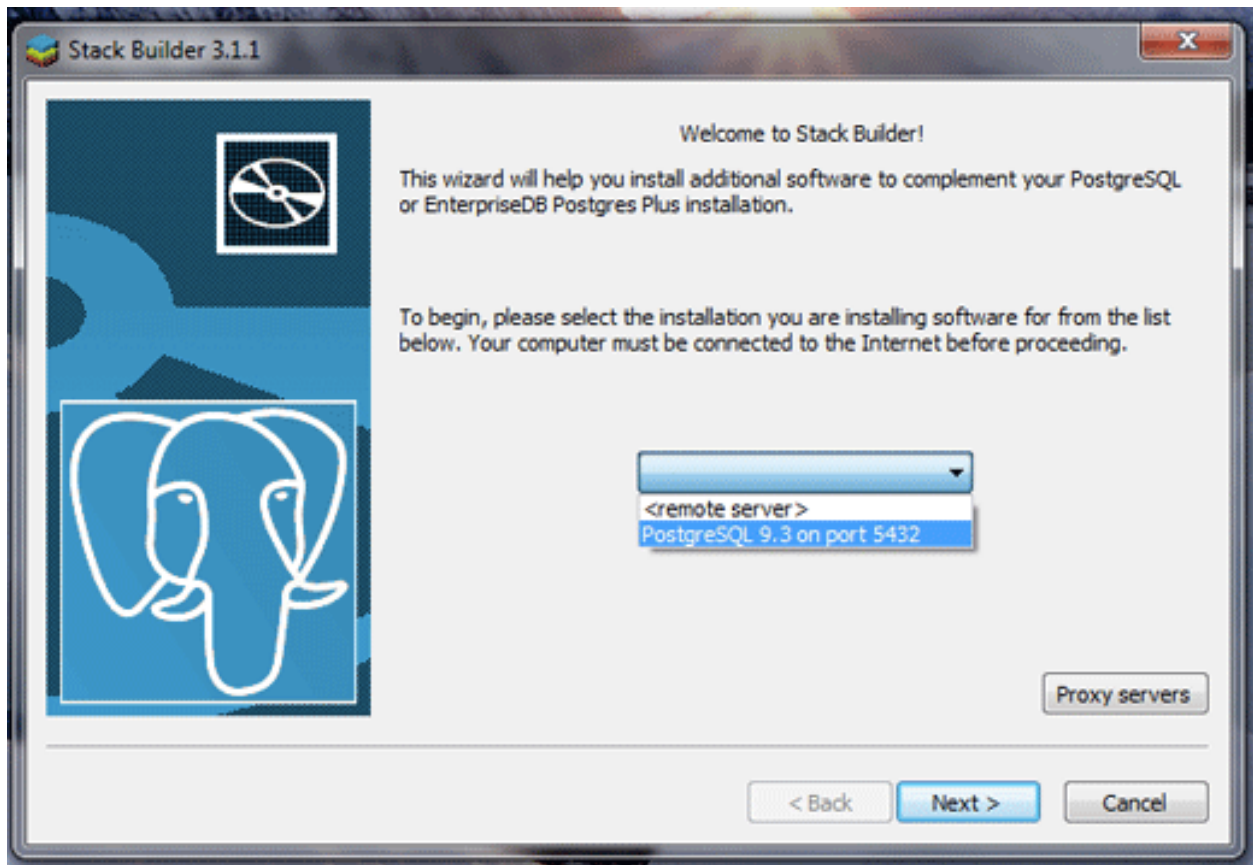 Stack Builder 3.1.1
Welcome to Stack Builder!
This wizard will help you install additional software to complement your PostgreSQL
or EnterpriseDB Postgres Plus installation.
To begin, please select the installation you are installing software for from the list
below. Your computer must be connected to the Internet before proceeding.
<remote server>
PostgreSQL 9.3 on port 5432
Proxy servers
< Back
Next >
Cancel